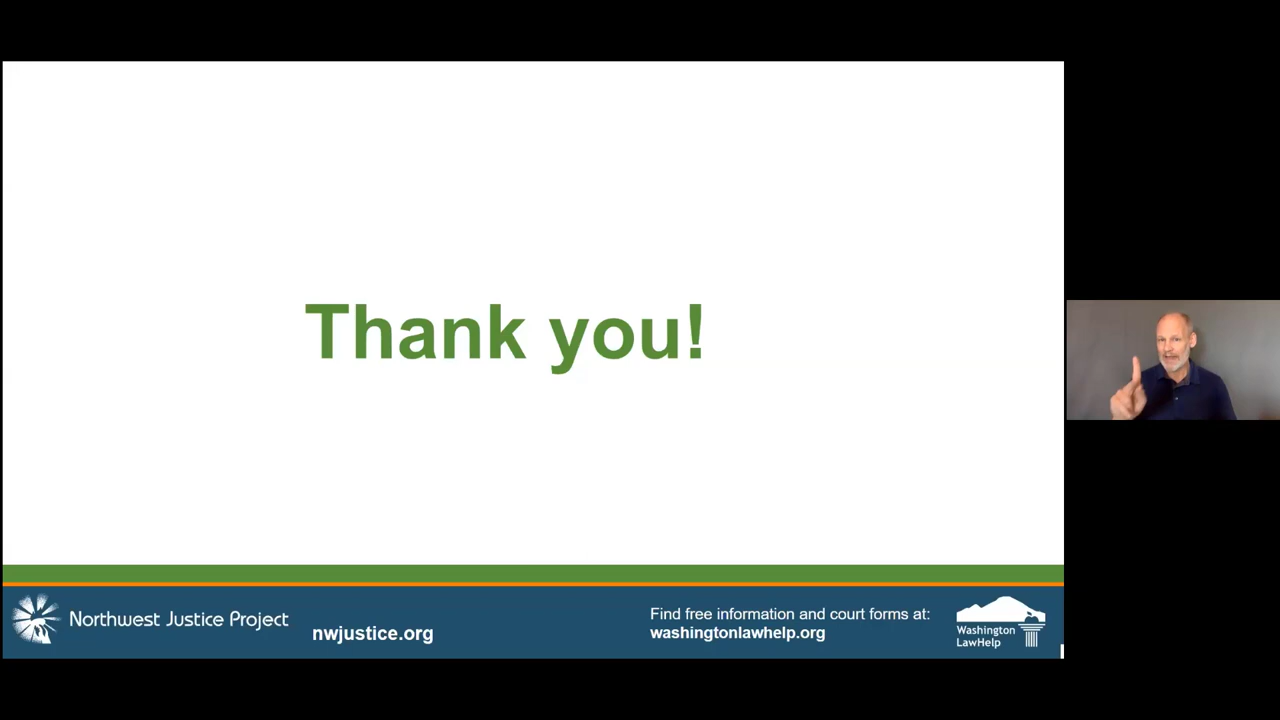 Thank you!
Northwest Justice Project
nwjustice.org
Find free information and court forms at:
washingtonlawhelp.org
Washington
LawHelp